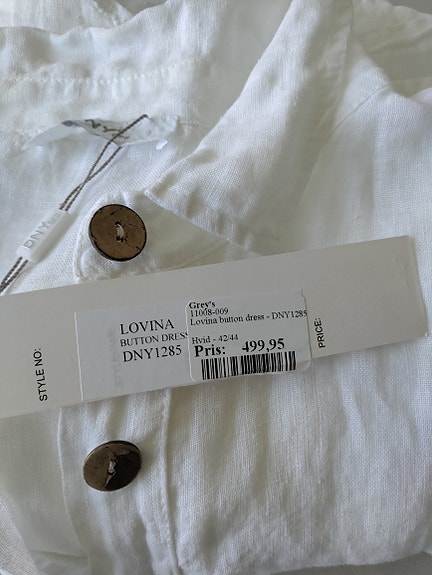 DNY
STYLE NO:
LOVINA
BUTTON DRESS
DNY1285
Grey's
11008-009
Lovina button dress - DNY1285
Hvid - 42/44
Pris: 499,95
PRICE: